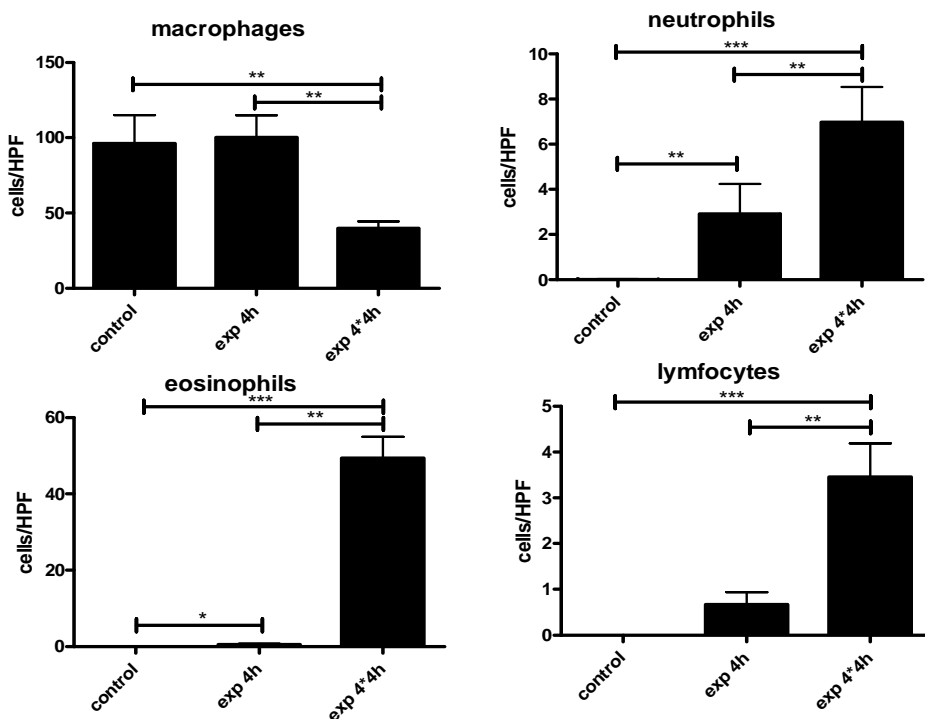 macrophages
**
**
150
100
50
0
cells/HPF
control
exp 4h
exp 4*4h
neutrophils
***
**
**
10
8
6
4
2
0
cells/HPF
control
exp 4h
exp 4*4h
eosinophils
***
**
*
60
40
20
0
cells/HPF
control
exp 4h
exp 4*4h
lymfocytes
***
**
5
4
3
2
1
0
cells/HPF
control
exp 4h
exp 4*4h